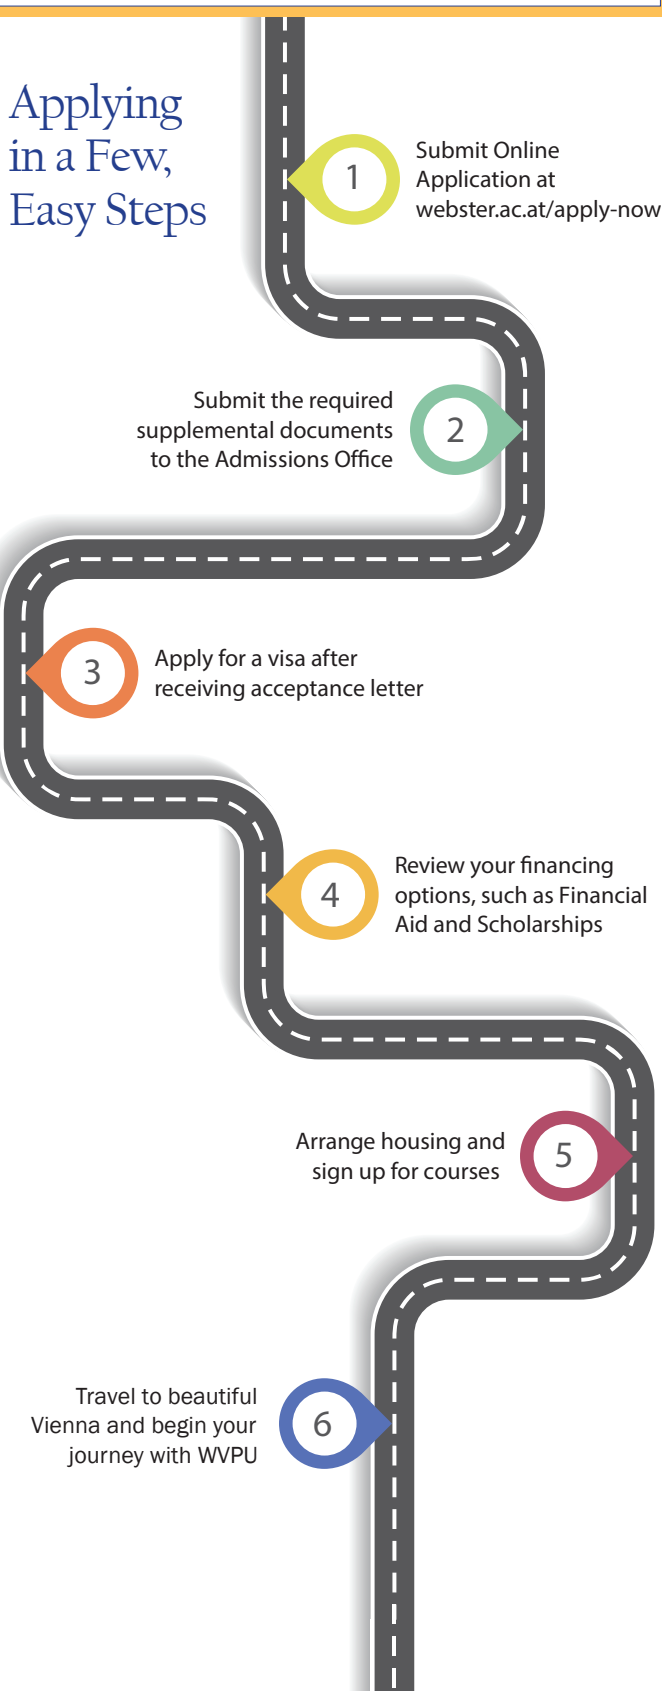 Applying
in a Few,
Easy Steps
1
Submit Online
Application at
webster.ac.at/apply-now
Submit the required
supplemental documents
to the Admissions Office
2
3
Apply for a visa after
receiving acceptance letter
4
Review your financing
options, such as Financial
Aid and Scholarships
Arrange housing and
sign up for courses
5
Travel to beautiful
Vienna and begin your
journey with WVPU
6